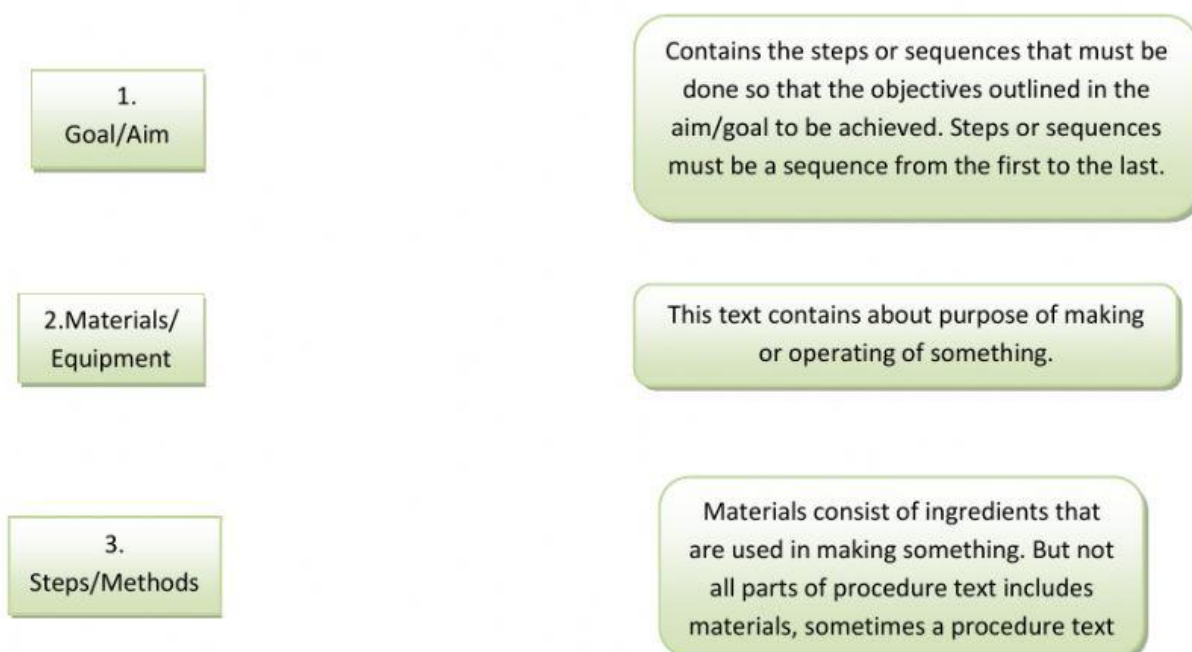 1.
Goal/Aim
Contains the steps or sequences that must be
done so that the objectives outlined in the
aim/goal to be achieved. Steps or sequences
must be a sequence from the first to the last.
2.Materials/
Equipment
This text contains about purpose of making
or operating of something.
3.
Steps/Methods
Materials consist of ingredients that
are used in making something. But not
all parts of procedure text includes
materials, sometimes a procedure text